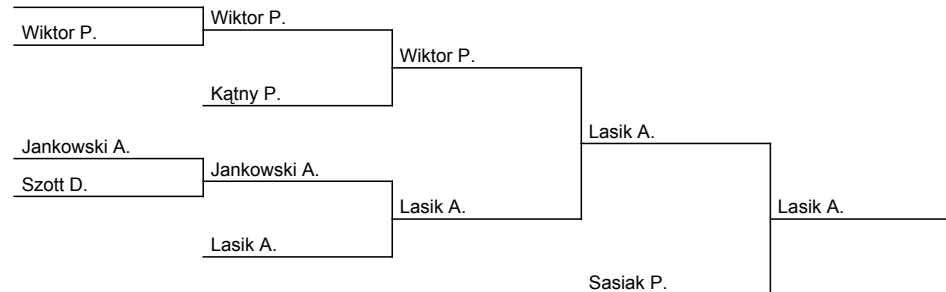 Wiktor P.
Wiktor P.
Kątny P.
Wiktor P.
Jankowski A.
Szott D.
Jankowski A.
Lasik A.
Lasik A.
Lasik A.
Sasiak P.
Lasik A.